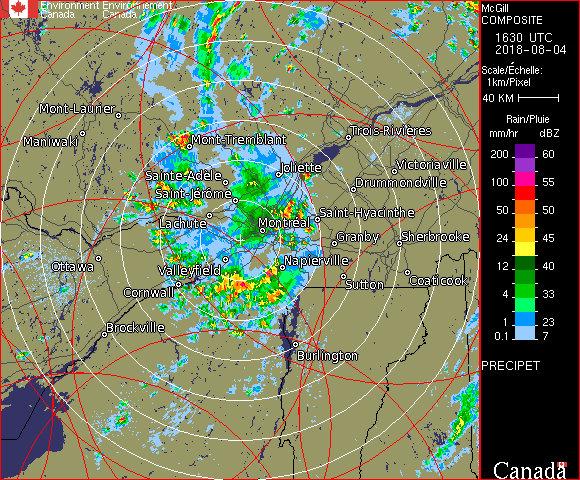 Environment Environnement
Canada Canada
McGill
COMPOSITE
1630 UTC
2018-08-04
Scale/Échelle:
1km/Pixel
40 KM
Rain/Pluie
mm/hr dBZ
200 60
100 55
50 50
24 45
12 40
4 33
1 23
0.1 7
PRECIPET
Canada
Mont-Laurier
Maniwaki
Mont-Tremblant
Trois-Rivières
Joliette
Victoriaville
Sainte-Adele
Drummondville
Saint-Jérôme
Saint-Hyacinthe
Lachute
Montréal
Granby
Sherbrooke
Ottawa
Valleyfield
Napierville
Cornwall
Sutton
Coaticook
Brockville
Burlington